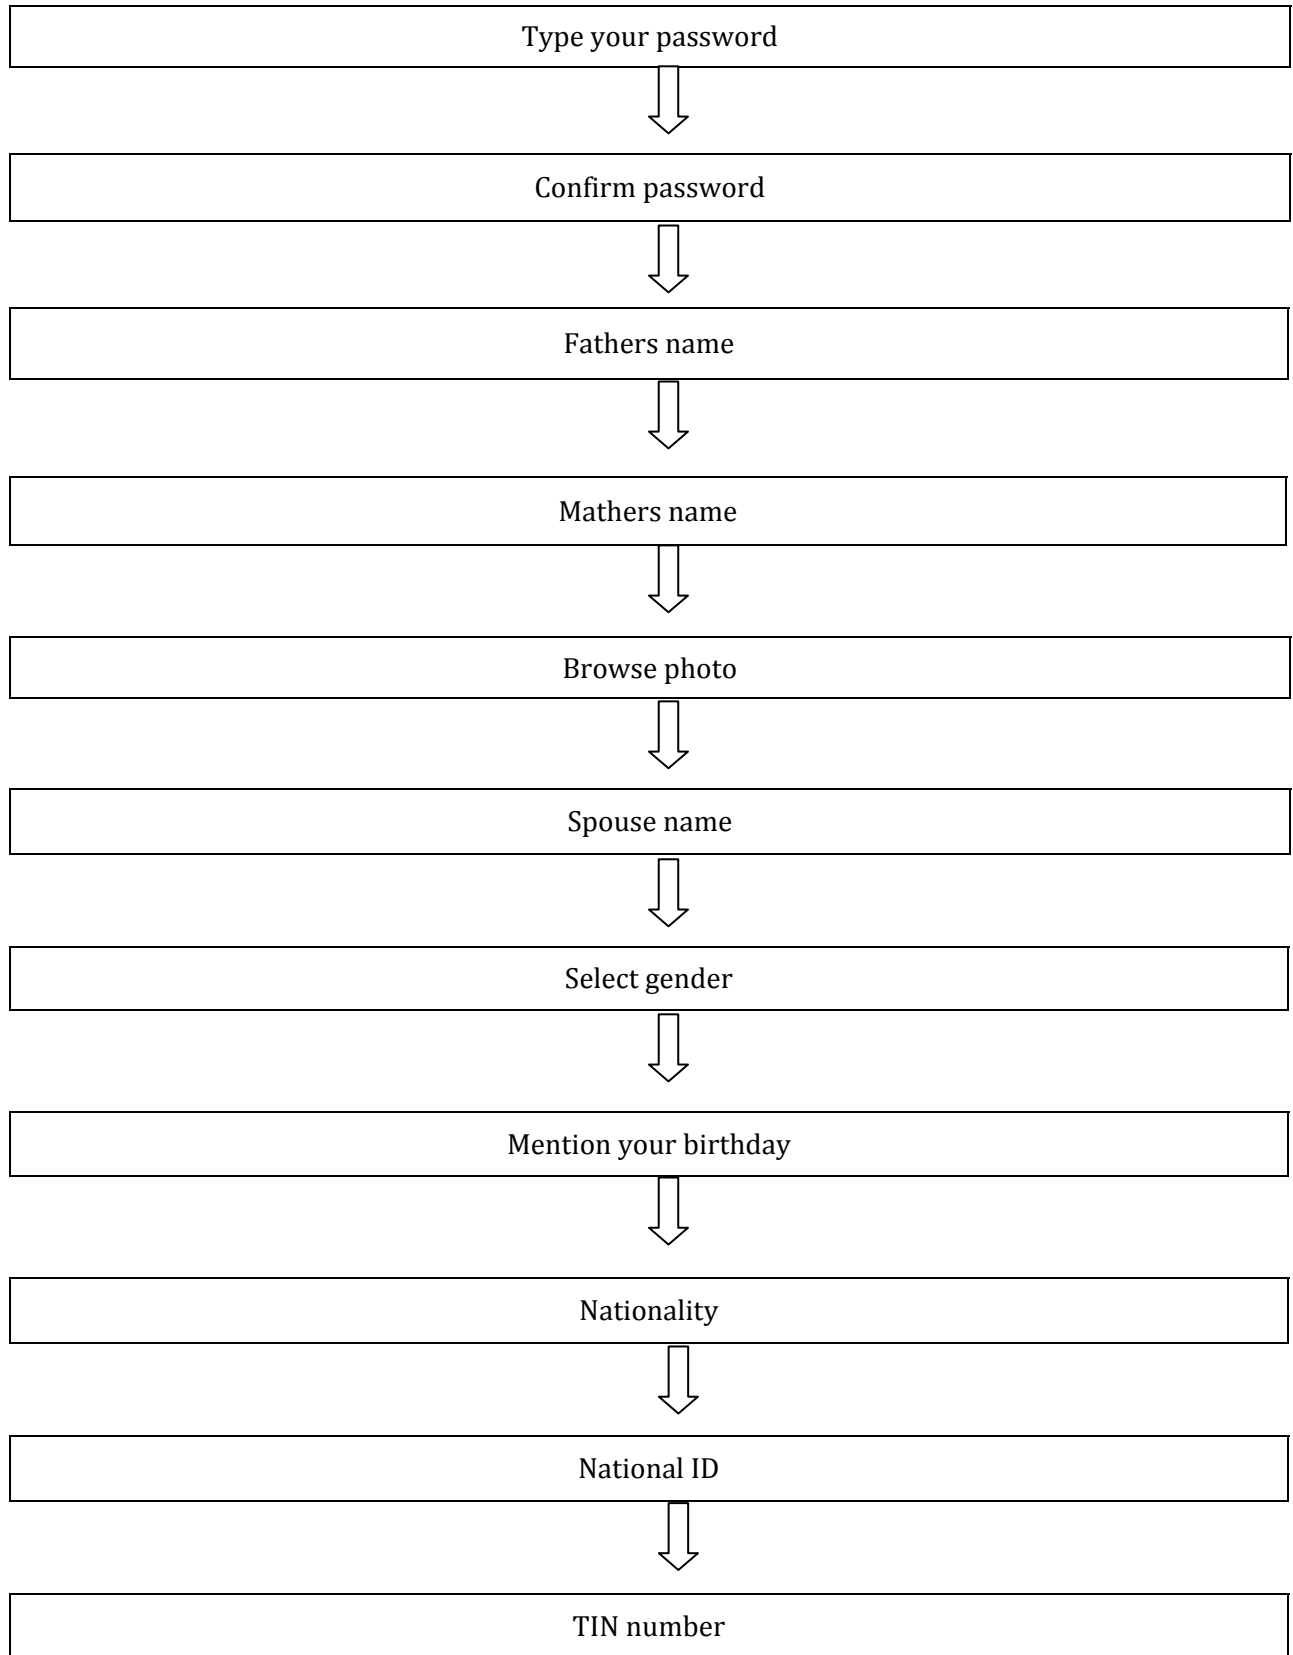 Type your password
Confirm password
Fathers name
Mathers name
Browse photo
Spouse name
Select gender
Mention your birthday
Nationality
National ID
TIN number